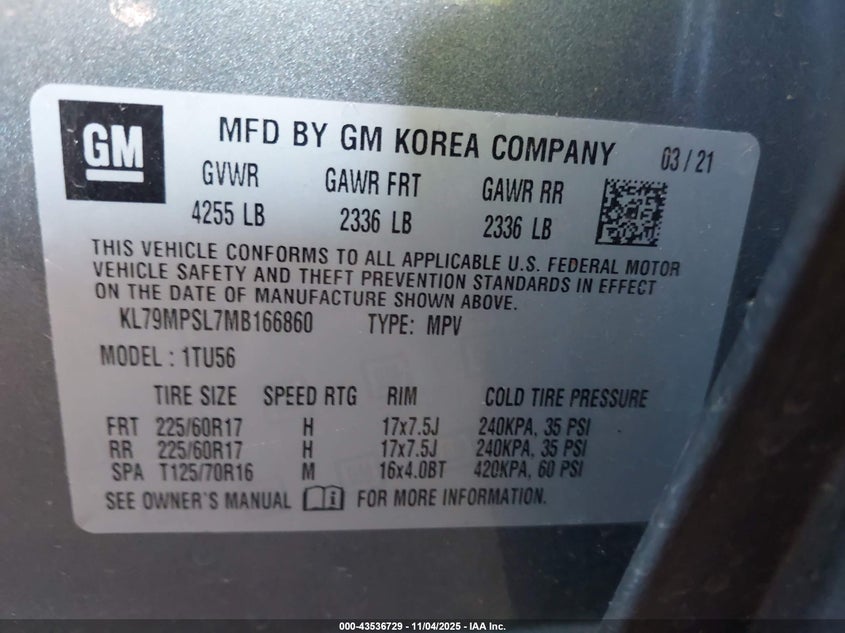 GM
MFD BY GM KOREA COMPANY 03 / 21
GVWR GAWR FRT GAWR RR
4255 LB 2336 LB 2336 LB
THIS VEHICLE CONFORMS TO ALL APPLICABLE U.S. FEDERAL MOTOR
VEHICLE SAFETY AND THEFT PREVENTION STANDARDS IN EFFECT
ON THE DATE OF MANUFACTURE SHOWN ABOVE.
KL79MPSL7MB166860 TYPE: MPV
MODEL : 1TU56
TIRE SIZE SPEED RTG RIM COLD TIRE PRESSURE
FRT 225/60R17 H 17x7.5J 240KPA, 35 PSI
RR 225/60R17 H 17x7.5J 240KPA, 35 PSI
SPA T125/70R16 M 16x4.0BT 420KPA, 60 PSI
SEE OWNER'S MANUAL i FOR MORE INFORMATION.
000-43536729 - 11/04/2025 - IAA Inc.